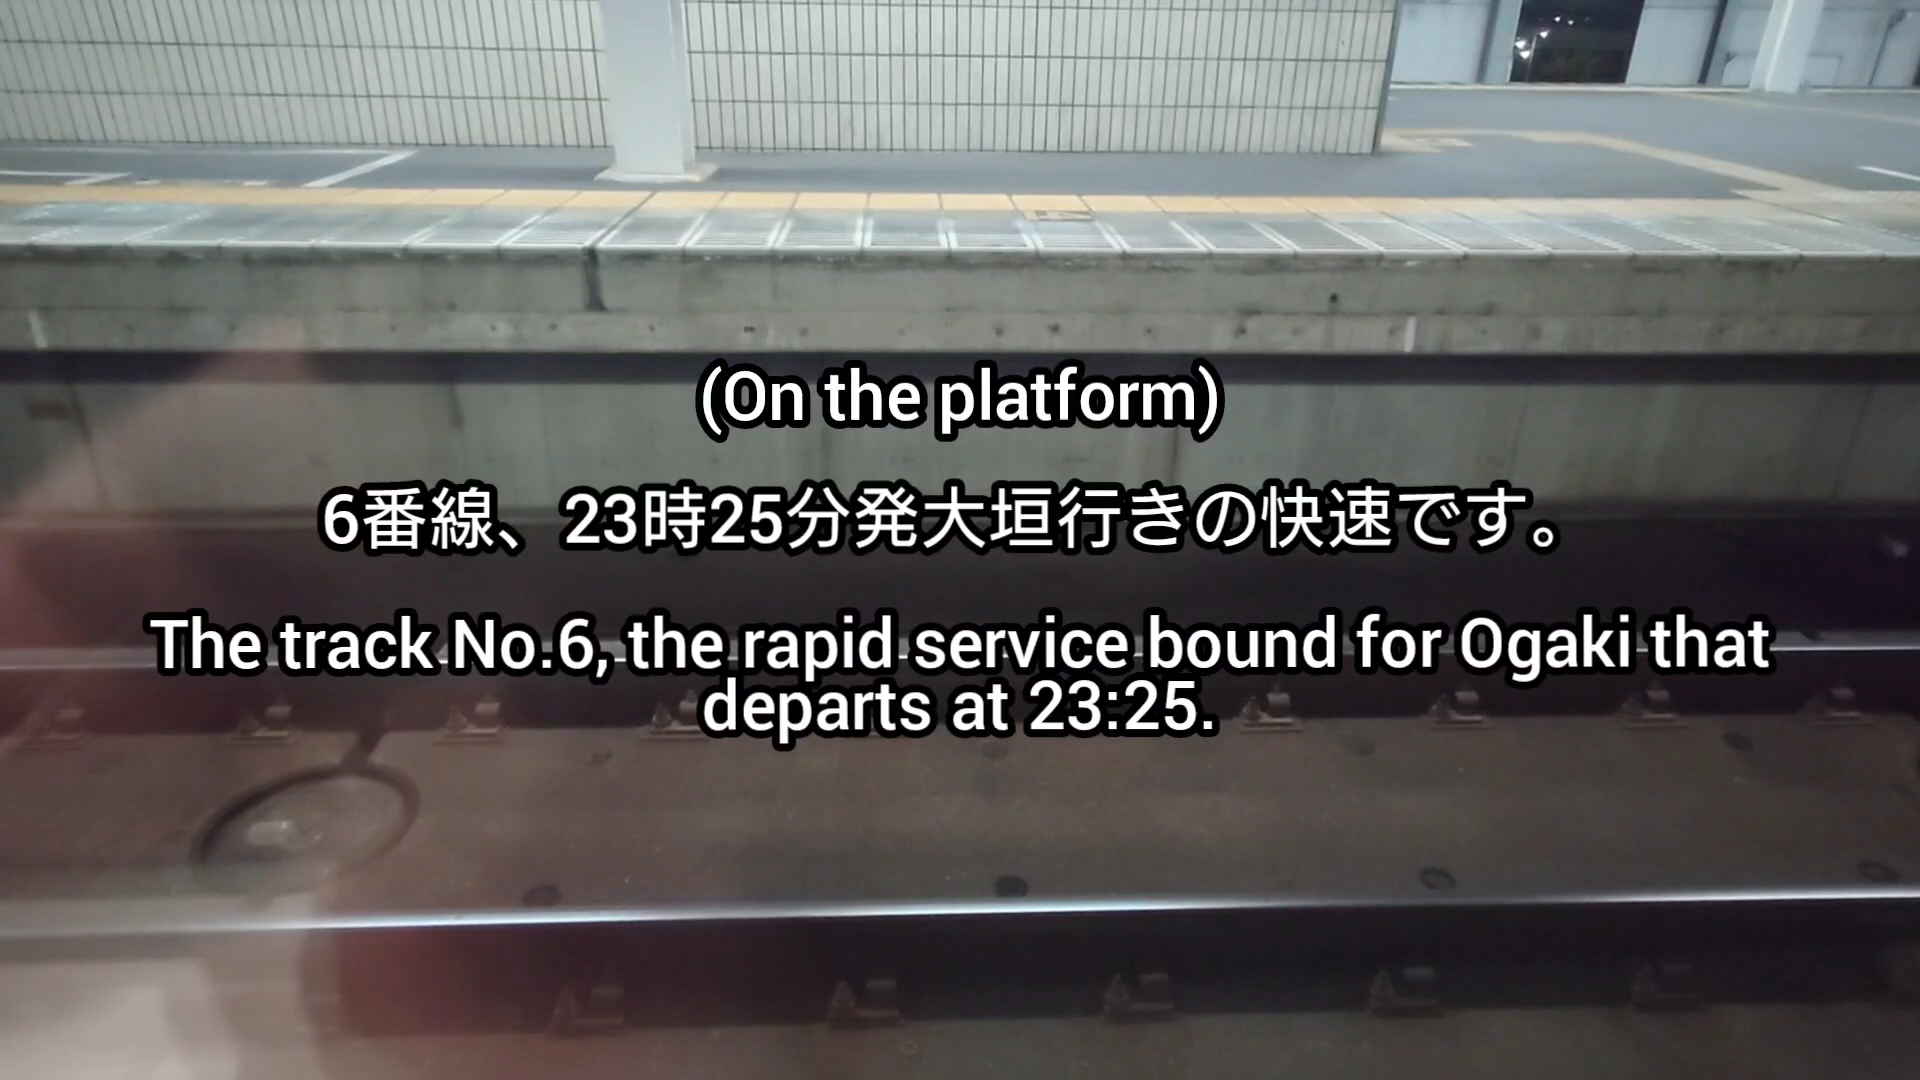 (On the platform)
6番線、23時25分発大垣行きの快速です。
The track No.6, the rapid service bound for Ogaki that
departs at 23:25.